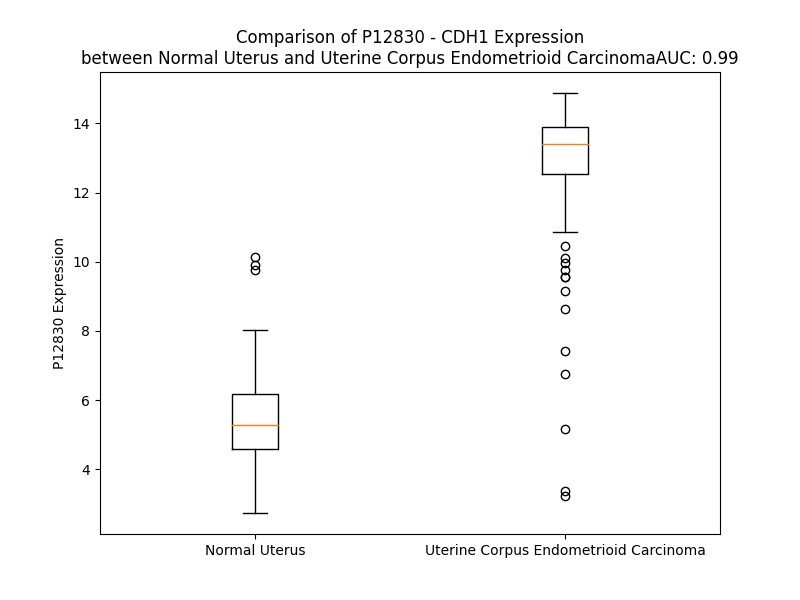 Comparison of P12830 - CDH1 Expression
between Normal Uterus and Uterine Corpus Endometrioid CarcinomaAUC: 0.99
P12830 Expression
14
12
10
8
6
4
Normal Uterus
Uterine Corpus Endometrioid Carcinoma